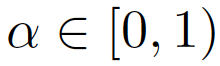 α ∈ [0, 1)